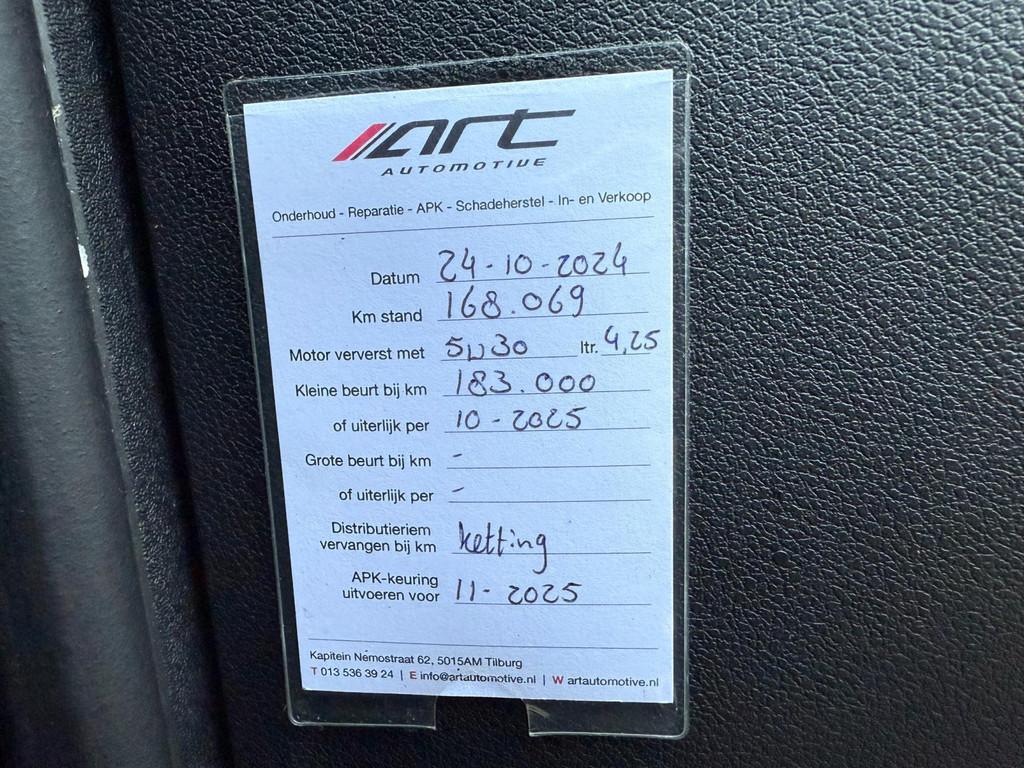 art
AUTOMOTIVE
Onderhoud - Reparatie - APK - Schadeherstel - In- en Verkoop
Datum 24-10-2024
Km stand 168.069
Motor ververst met 5W30 ltr. 4,25
Kleine beurt bij km 183.000
of uiterlijk per 10-2025
Grote beurt bij km -
of uiterlijk per -
Distributieriem
vervangen bij km ketting
APK-keuring
uitvoeren voor 11-2025
Kapitein Nemostraat 62, 5015AM Tilburg
T 013 536 39 24 | E info@artautomotive.nl | W artautomotive.nl